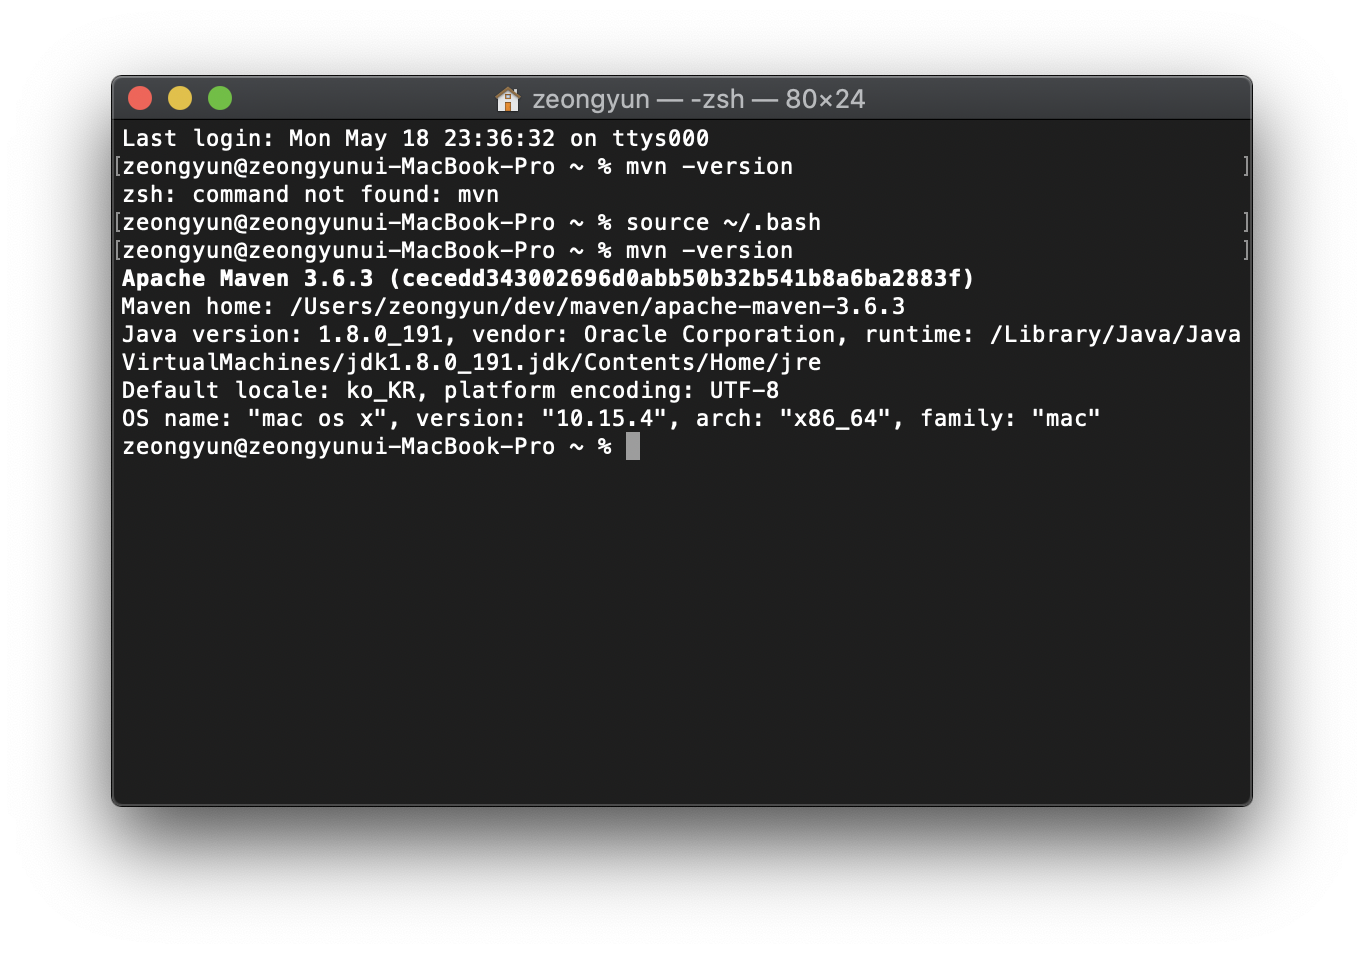 zeongyun — -zsh — 80×24
Last login: Mon May 18 23:36:32 on ttys000
[zeongyun@zeongyunui-MacBook-Pro ~ % mvn -version ]
zsh: command not found: mvn
[zeongyun@zeongyunui-MacBook-Pro ~ % source ~/.bash ]
[zeongyun@zeongyunui-MacBook-Pro ~ % mvn -version ]
Apache Maven 3.6.3 (cecedd343002696d0abb50b32b541b8a6ba2883f)
Maven home: /Users/zeongyun/dev/maven/apache-maven-3.6.3
Java version: 1.8.0_191, vendor: Oracle Corporation, runtime: /Library/Java/Java
VirtualMachines/jdk1.8.0_191.jdk/Contents/Home/jre
Default locale: ko_KR, platform encoding: UTF-8
OS name: "mac os x", version: "10.15.4", arch: "x86_64", family: "mac"
zeongyun@zeongyunui-MacBook-Pro ~ %